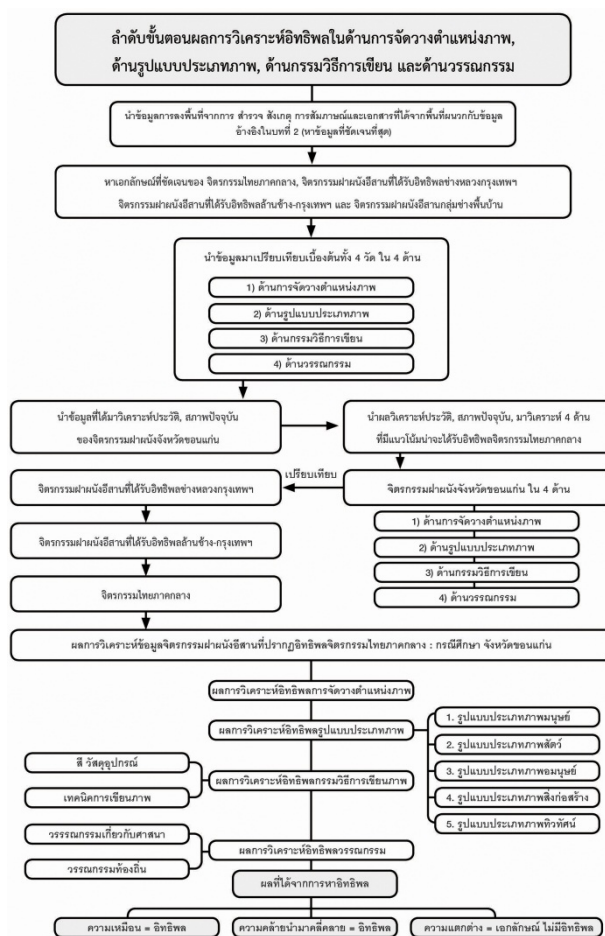 ลำดับขั้นตอนผลการวิเคราะห์อิทธิพลในด้านการจัดวางตำแหน่งภาพ,
ด้านรูปแบบประเภทภาพ, ด้านกรรมวิธีการเขียน และด้านวรรณกรรม
นำข้อมูลการลงพื้นที่จากการ สำรวจ สังเกต การสัมภาษณ์และเอกสารที่ได้จากพื้นที่ผนวกกับข้อมูล
อ้างอิงในบทที่ 2 (หาข้อมูลที่ชัดเจนที่สุด)
หาเอกลักษณ์ที่ชัดเจนของ จิตรกรรมไทยภาคกลาง, จิตรกรรมฝาผนังอีสานที่ได้รับอิทธิพลช่างหลวงกรุงเทพฯ
จิตรกรรมฝาผนังอีสานที่ได้รับอิทธิพลล้านช้าง-กรุงเทพฯ และ จิตรกรรมฝาผนังอีสานกลุ่มช่างพื้นบ้าน
นำข้อมูลมาเปรียบเทียบเบื้องต้นทั้ง 4 วัด ใน 4 ด้าน
1) ด้านการจัดวางตำแหน่งภาพ
2) ด้านรูปแบบประเภทภาพ
3) ด้านกรรมวิธีการเขียน
4) ด้านวรรณกรรม
นำข้อมูลที่ได้มาวิเคราะห์ประวัติ, สภาพปัจจุบัน
ของจิตรกรรมฝาผนังจังหวัดขอนแก่น
นำผลวิเคราะห์ประวัติ, สภาพปัจจุบัน, มาวิเคราะห์ 4 ด้าน
ที่มีแนวโน้มน่าจะได้รับอิทธิพลจิตรกรรมไทยภาคกลาง
เปรียบเทียบ
จิตรกรรมฝาผนังอีสานที่ได้รับอิทธิพลช่างหลวงกรุงเทพฯ
จิตรกรรมฝาผนังจังหวัดขอนแก่น ใน 4 ด้าน
1) ด้านการจัดวางตำแหน่งภาพ
2) ด้านรูปแบบประเภทภาพ
3) ด้านกรรมวิธีการเขียน
4) ด้านวรรณกรรม
จิตรกรรมฝาผนังอีสานที่ได้รับอิทธิพลล้านช้าง-กรุงเทพฯ
จิตรกรรมไทยภาคกลาง
ผลการวิเคราะห์ข้อมูลจิตรกรรมฝาผนังอีสานที่ปรากฏอิทธิพลจิตรกรรมไทยภาคกลาง : กรณีศึกษา จังหวัดขอนแก่น
ผลการวิเคราะห์อิทธิพลการจัดวางตำแหน่งภาพ
ผลการวิเคราะห์อิทธิพลรูปแบบประเภทภาพ
1. รูปแบบประเภทภาพมนุษย์
2. รูปแบบประเภทภาพสัตว์
3. รูปแบบประเภทภาพอมนุษย์
4. รูปแบบประเภทภาพสิ่งก่อสร้าง
5. รูปแบบประเภทภาพทิวทัศน์
สี วัสดุอุปกรณ์
เทคนิคการเขียนภาพ
ผลการวิเคราะห์อิทธิพลกรรมวิธีการเขียนภาพ
วรรรณกรรมเกี่ยวกับศาสนา
วรรณกรรมท้องถิ่น
ผลการวิเคราะห์อิทธิพลวรรณกรรม
ผลที่ได้จากการหาอิทธิพล
ความเหมือน = อิทธิพล
ความคล้ายนำมาคลี่คลาย = อิทธิพล
ความแตกต่าง = เอกลักษณ์ ไม่มีอิทธิพล